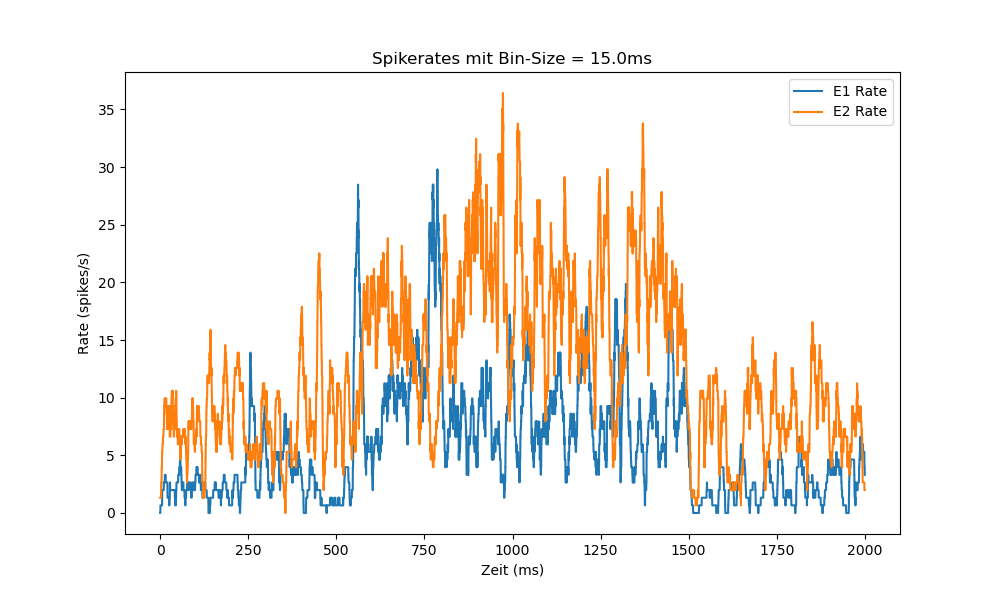 Spikerates mit Bin-Size = 15.0ms
E1 Rate
E2 Rate
Rate (spikes/s)
35
30
25
20
15
10
5
0
0 250 500 750 1000 1250 1500 1750 2000
Zeit (ms)